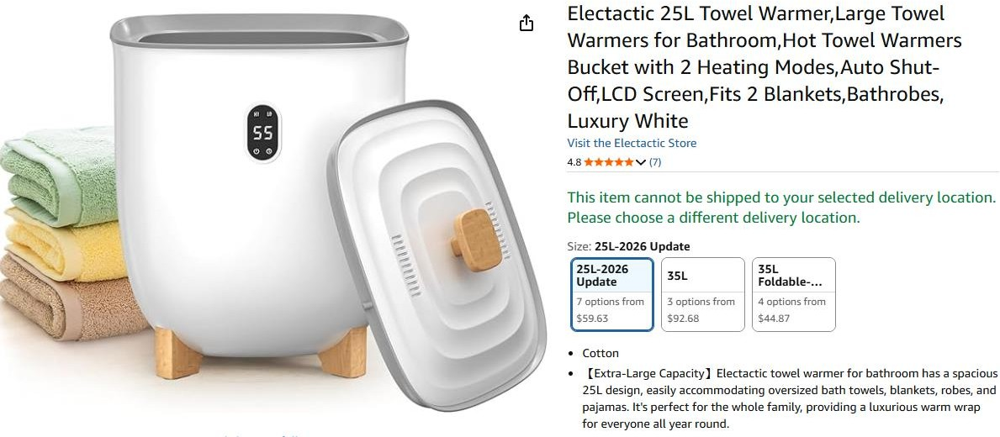 HI LO
55
Electactic 25L Towel Warmer,Large Towel
Warmers for Bathroom,Hot Towel Warmers
Bucket with 2 Heating Modes,Auto Shut-
Off,LCD Screen,Fits 2 Blankets,Bathrobes,
Luxury White
Visit the Electactic Store
4.8 (7)
This item cannot be shipped to your selected delivery location.
Please choose a different delivery location.
Size: 25L-2026 Update
25L-2026
Update
7 options from
$59.63
35L
3 options from
$92.68
35L
Foldable-...
4 options from
$44.87
• Cotton
• 【Extra-Large Capacity】Electactic towel warmer for bathroom has a spacious
25L design, easily accommodating oversized bath towels, blankets, robes, and
pajamas. It's perfect for the whole family, providing a luxurious warm wrap
for everyone all year round.